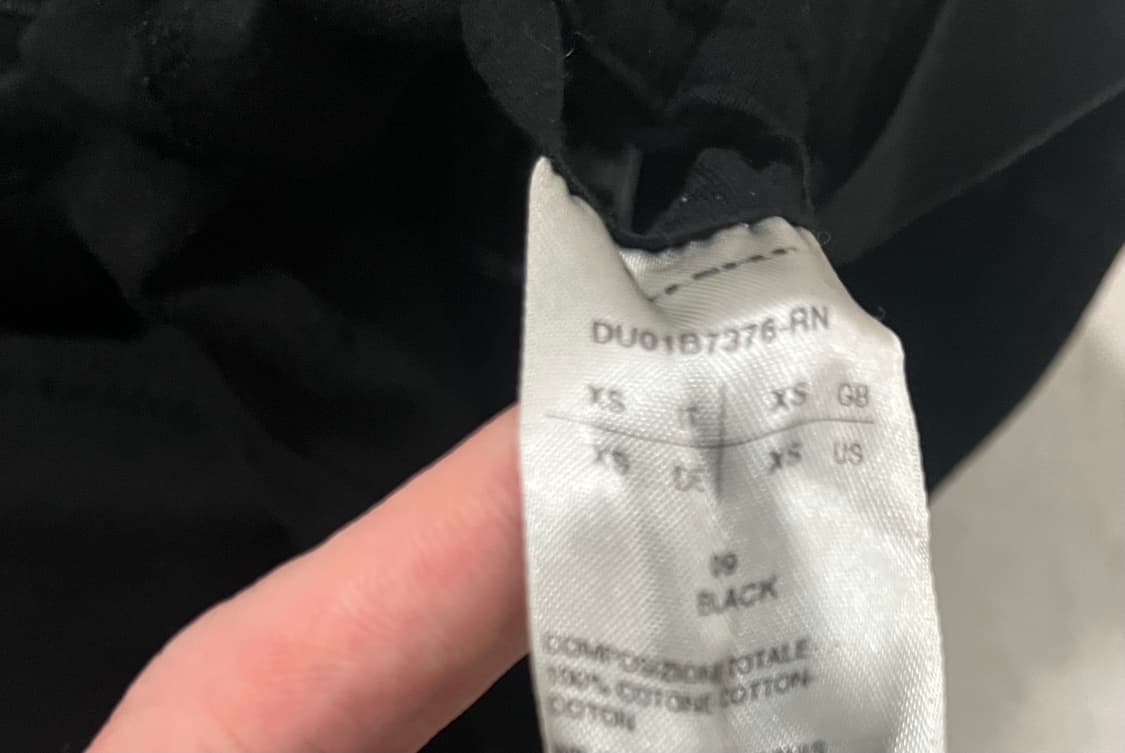 DU01B7376-RN
XS IT XS GB
XS DE XS US
09
BLACK
COMPOSIZIONE TOTALE
100% COTONE COTTON
COTON